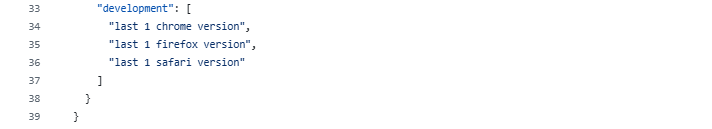 33 "development": [
34 "last 1 chrome version",
35 "last 1 firefox version",
36 "last 1 safari version"
37 ]
38 }
39 }